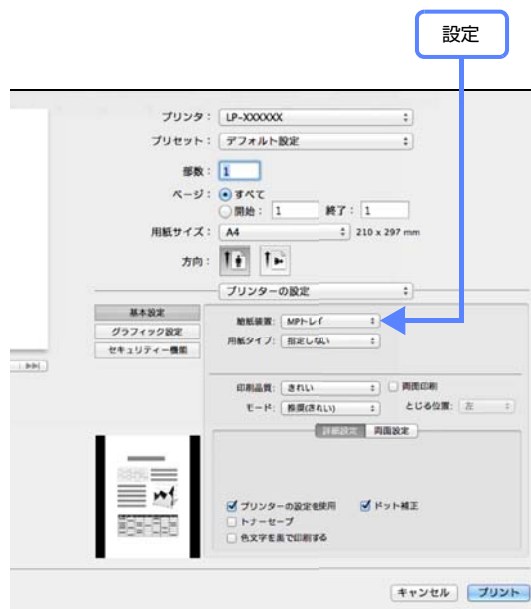 設定
プリンタ： LP-XXXXXX
プリセット： デフォルト設定
部数： 1
ページ： すべて
開始： 1 終了： 1
用紙サイズ： A4 210 x 297 mm
方向：
プリンターの設定
基本設定
グラフィック設定
セキュリティー機能
給紙装置： MPトレイ
用紙タイプ： 指定しない
印刷品質： きれい 両面印刷
モード： 推奨(きれい) とじる位置： 左
詳細設定 両面設定
プリンターの設定を使用 ドット補正
トナーセーブ
色文字を黒で印刷する
キャンセル プリント